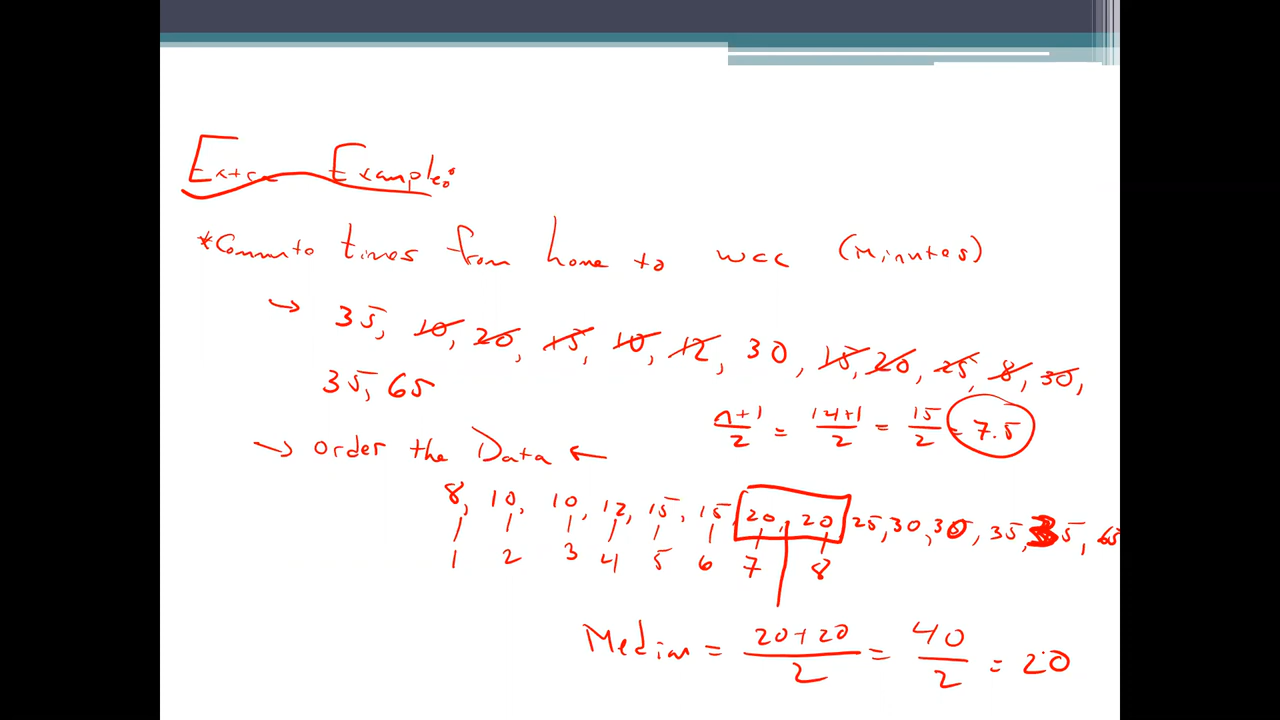 Extra Example:
*Commute times from home to WCC (Minutes)
→ 35, 10, 20, 15, 10, 12, 30, 15, 20, 25, 8, 30,
35, 65
n+1/2 = 14+1/2 = 15/2 = 7.5
→ Order the Data ←
8, 10, 10, 12, 15, 15, 20, 20 25, 30, 30, 35, 35, 65
1 2 3 4 5 6 7 8
Median = 20+20/2 = 40/2 = 20